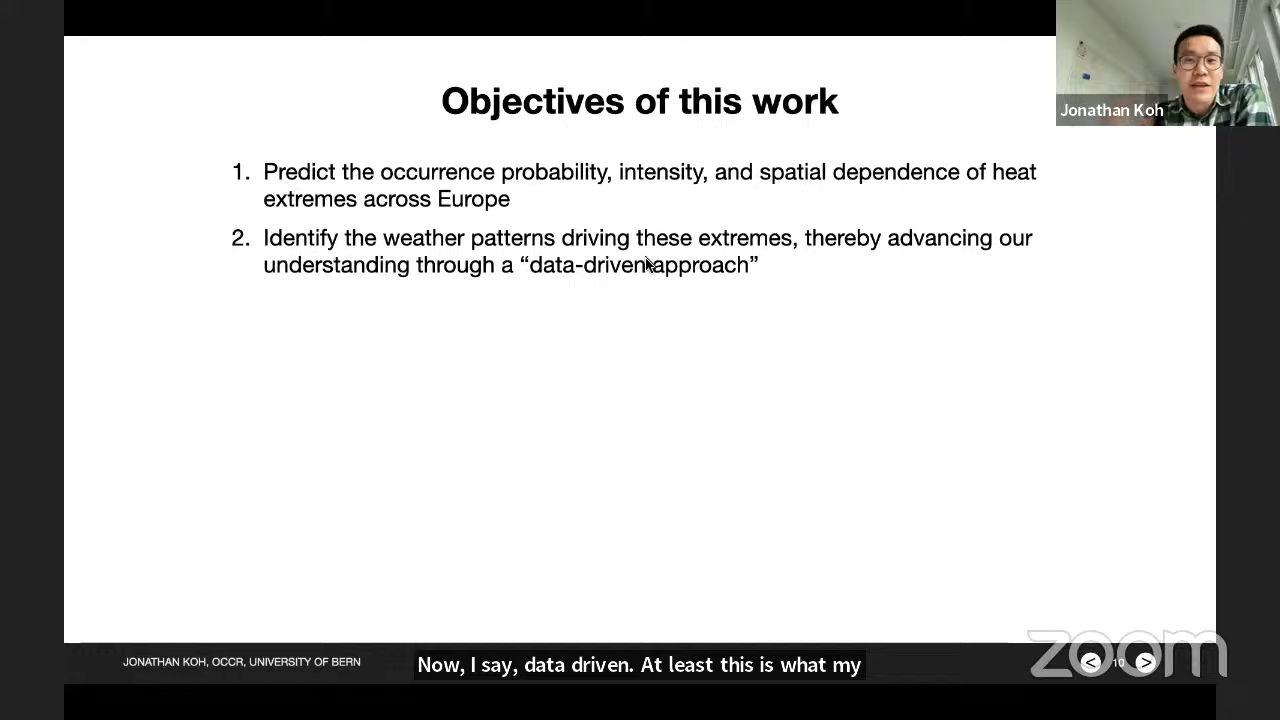 Objectives of this work
Jonathan Koh
1. Predict the occurrence probability, intensity, and spatial dependence of heat
extremes across Europe
2. Identify the weather patterns driving these extremes, thereby advancing our
understanding through a “data-driven approach”
JONATHAN KOH, OCCR, UNIVERSITY OF BERN
Now, I say, data driven. At least this is what my
< 10 >
zoom